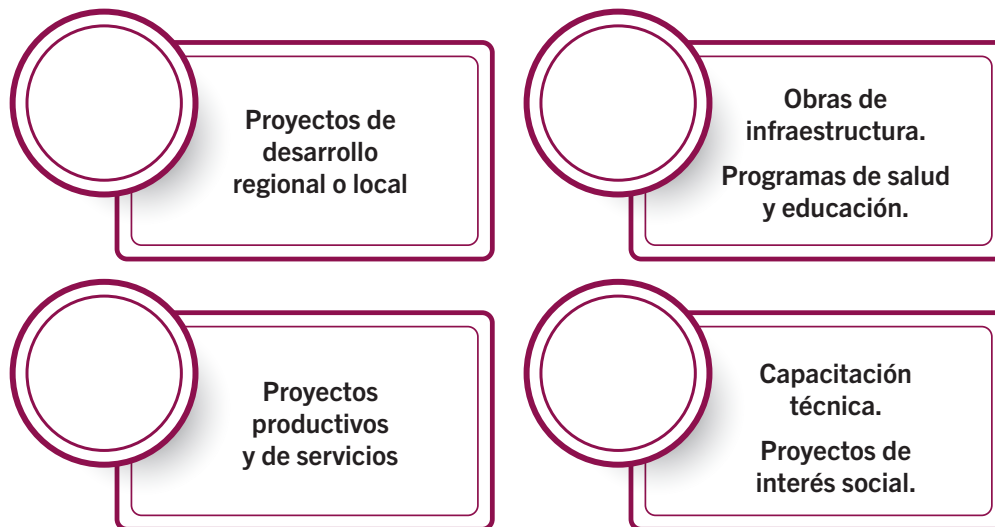 Proyectos de
desarrollo
regional o local
Obras de
infraestructura.
Programas de salud
y educación.
Proyectos
productivos
y de servicios
Capacitación
técnica.
Proyectos de
interés social.